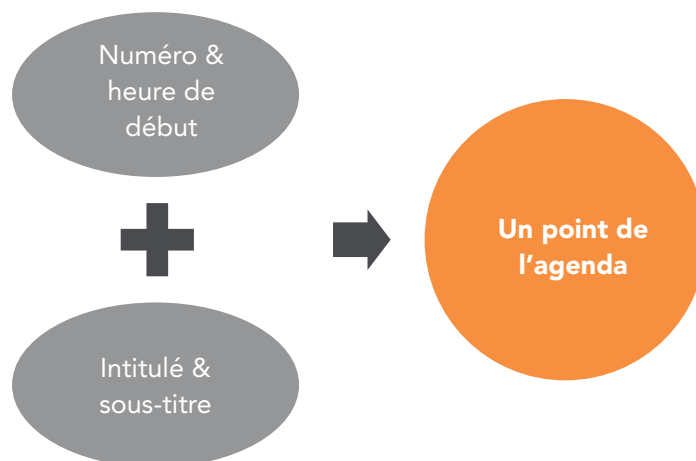 Numéro &
heure de
début
Intitulé &
sous-titre
Un point de
l’agenda